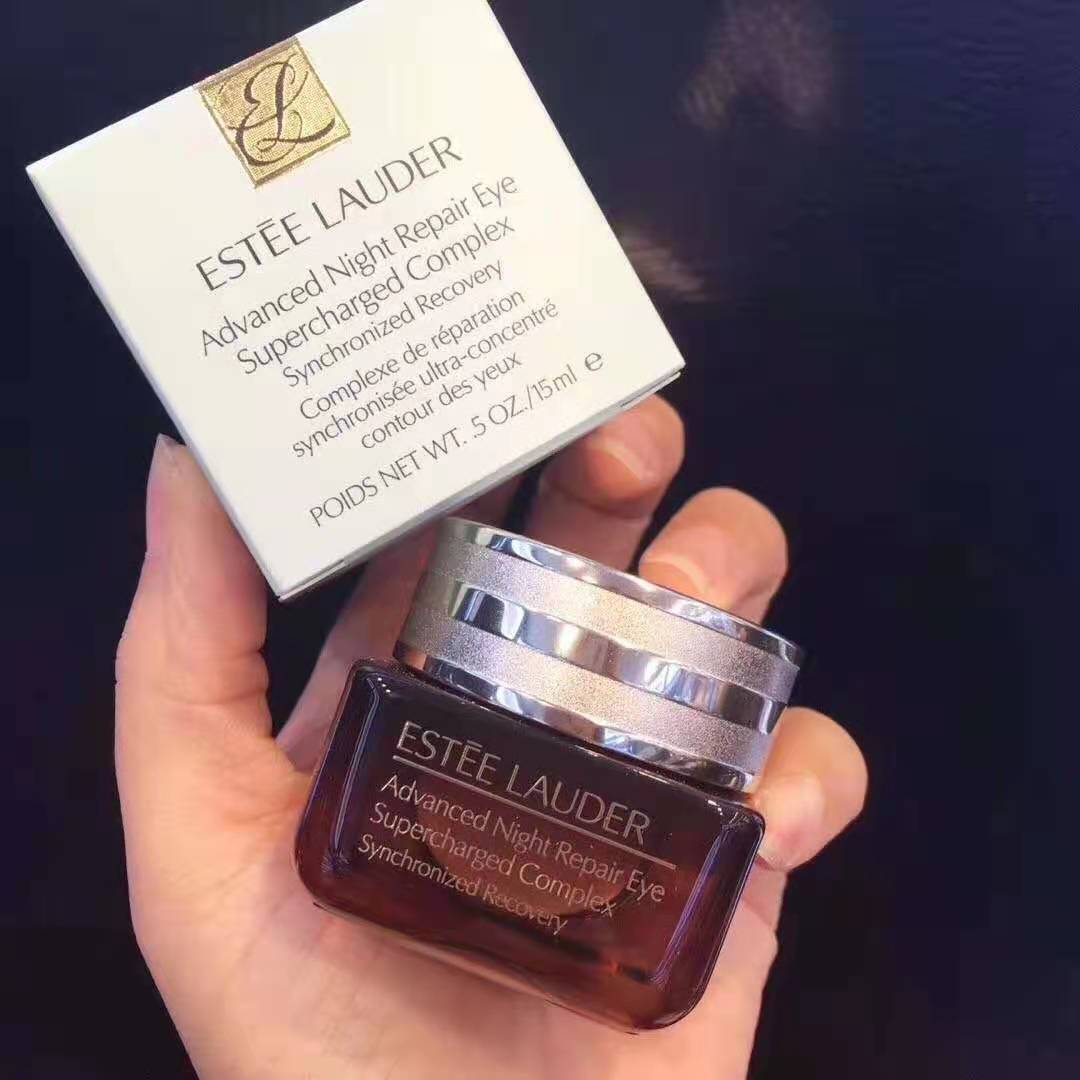 EL
ESTĒE LAUDER
Advanced Night Repair Eye
Supercharged Complex
Synchronized Recovery
Complexe de réparation
synchronisée ultra-concentré
contour des yeux
POIDS NET WT. .5 OZ./15ml e
ESTĒE LAUDER
Advanced Night Repair Eye
Supercharged Complex
Synchronized Recovery